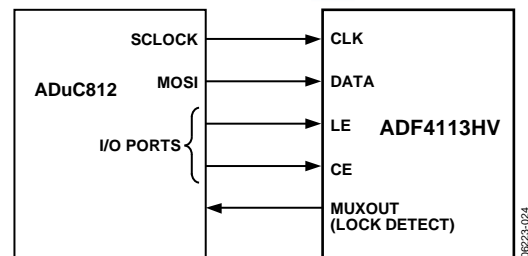 ADuC812
SCLOCK
MOSI
I/O PORTS
ADF4113HV
CLK
DATA
LE
CE
MUXOUT
(LOCK DETECT)
06223-024